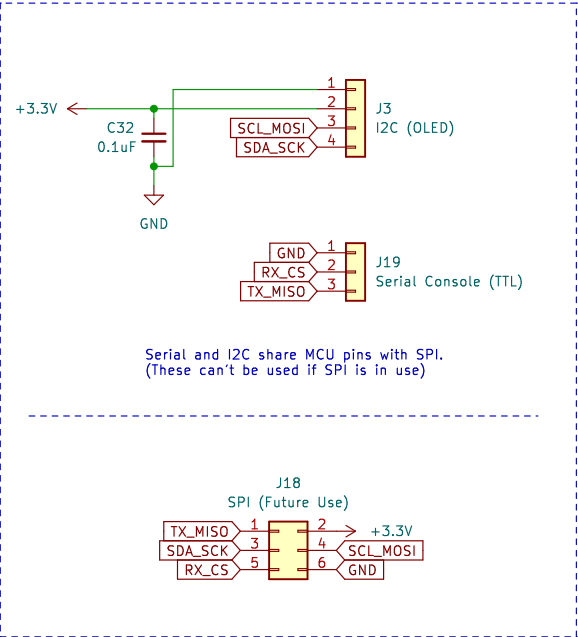 1
+3.3V
2
J3
C32
SCL_MOSI
3
I2C (OLED)
0.1uF
SDA_SCK
4
GND
GND
1
J19
RX_CS
2
Serial Console (TTL)
TX_MISO
3
Serial and I2C share MCU pins with SPI.
(These can't be used if SPI is in use)
J18
SPI (Future Use)
TX_MISO
1
2
+3.3V
SDA_SCK
3
4
SCL_MOSI
RX_CS
5
6
GND